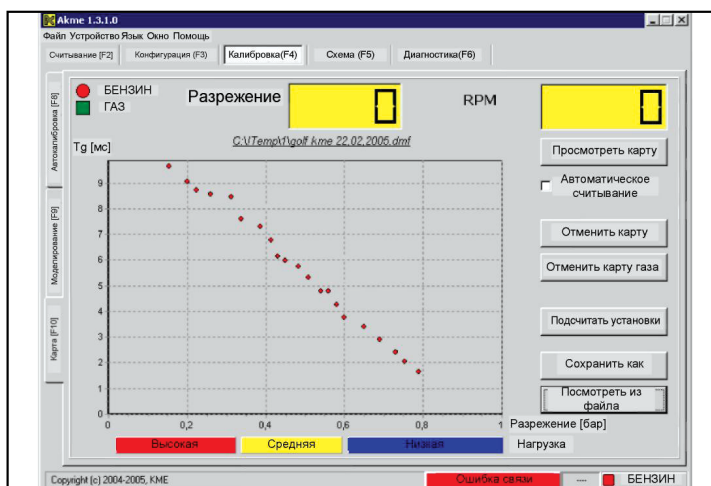 Akme 1.3.1.0
Файл Устройство Язык Окно Помощь
Считывание [F2] Конфигурация (F3) Калибровка(F4) Схема (F5) Диагностика(F6)
БЕНЗИН
ГАЗ
Разрежение 0 RPM 0
C:\!Temp\1\golf kme 22,02,2005.dmf
Tg [мс]
Автокалибровка [F8]
Моделирование [F9]
Карта [F10]
9
8
7
6
5
4
3
2
1
0
0 0,2 0,4 0,6 0,8 1
Разрежение [бар]
Высокая Средняя Низкая Нагрузка
Просмотреть карту
Автоматическое
считывание
Отменить карту
Отменить карту газа
Подсчитать установки
Сохранить как
Посмотреть из
файла
Copyright (c) 2004-2005, KME Ошибка связи ---- БЕНЗИН